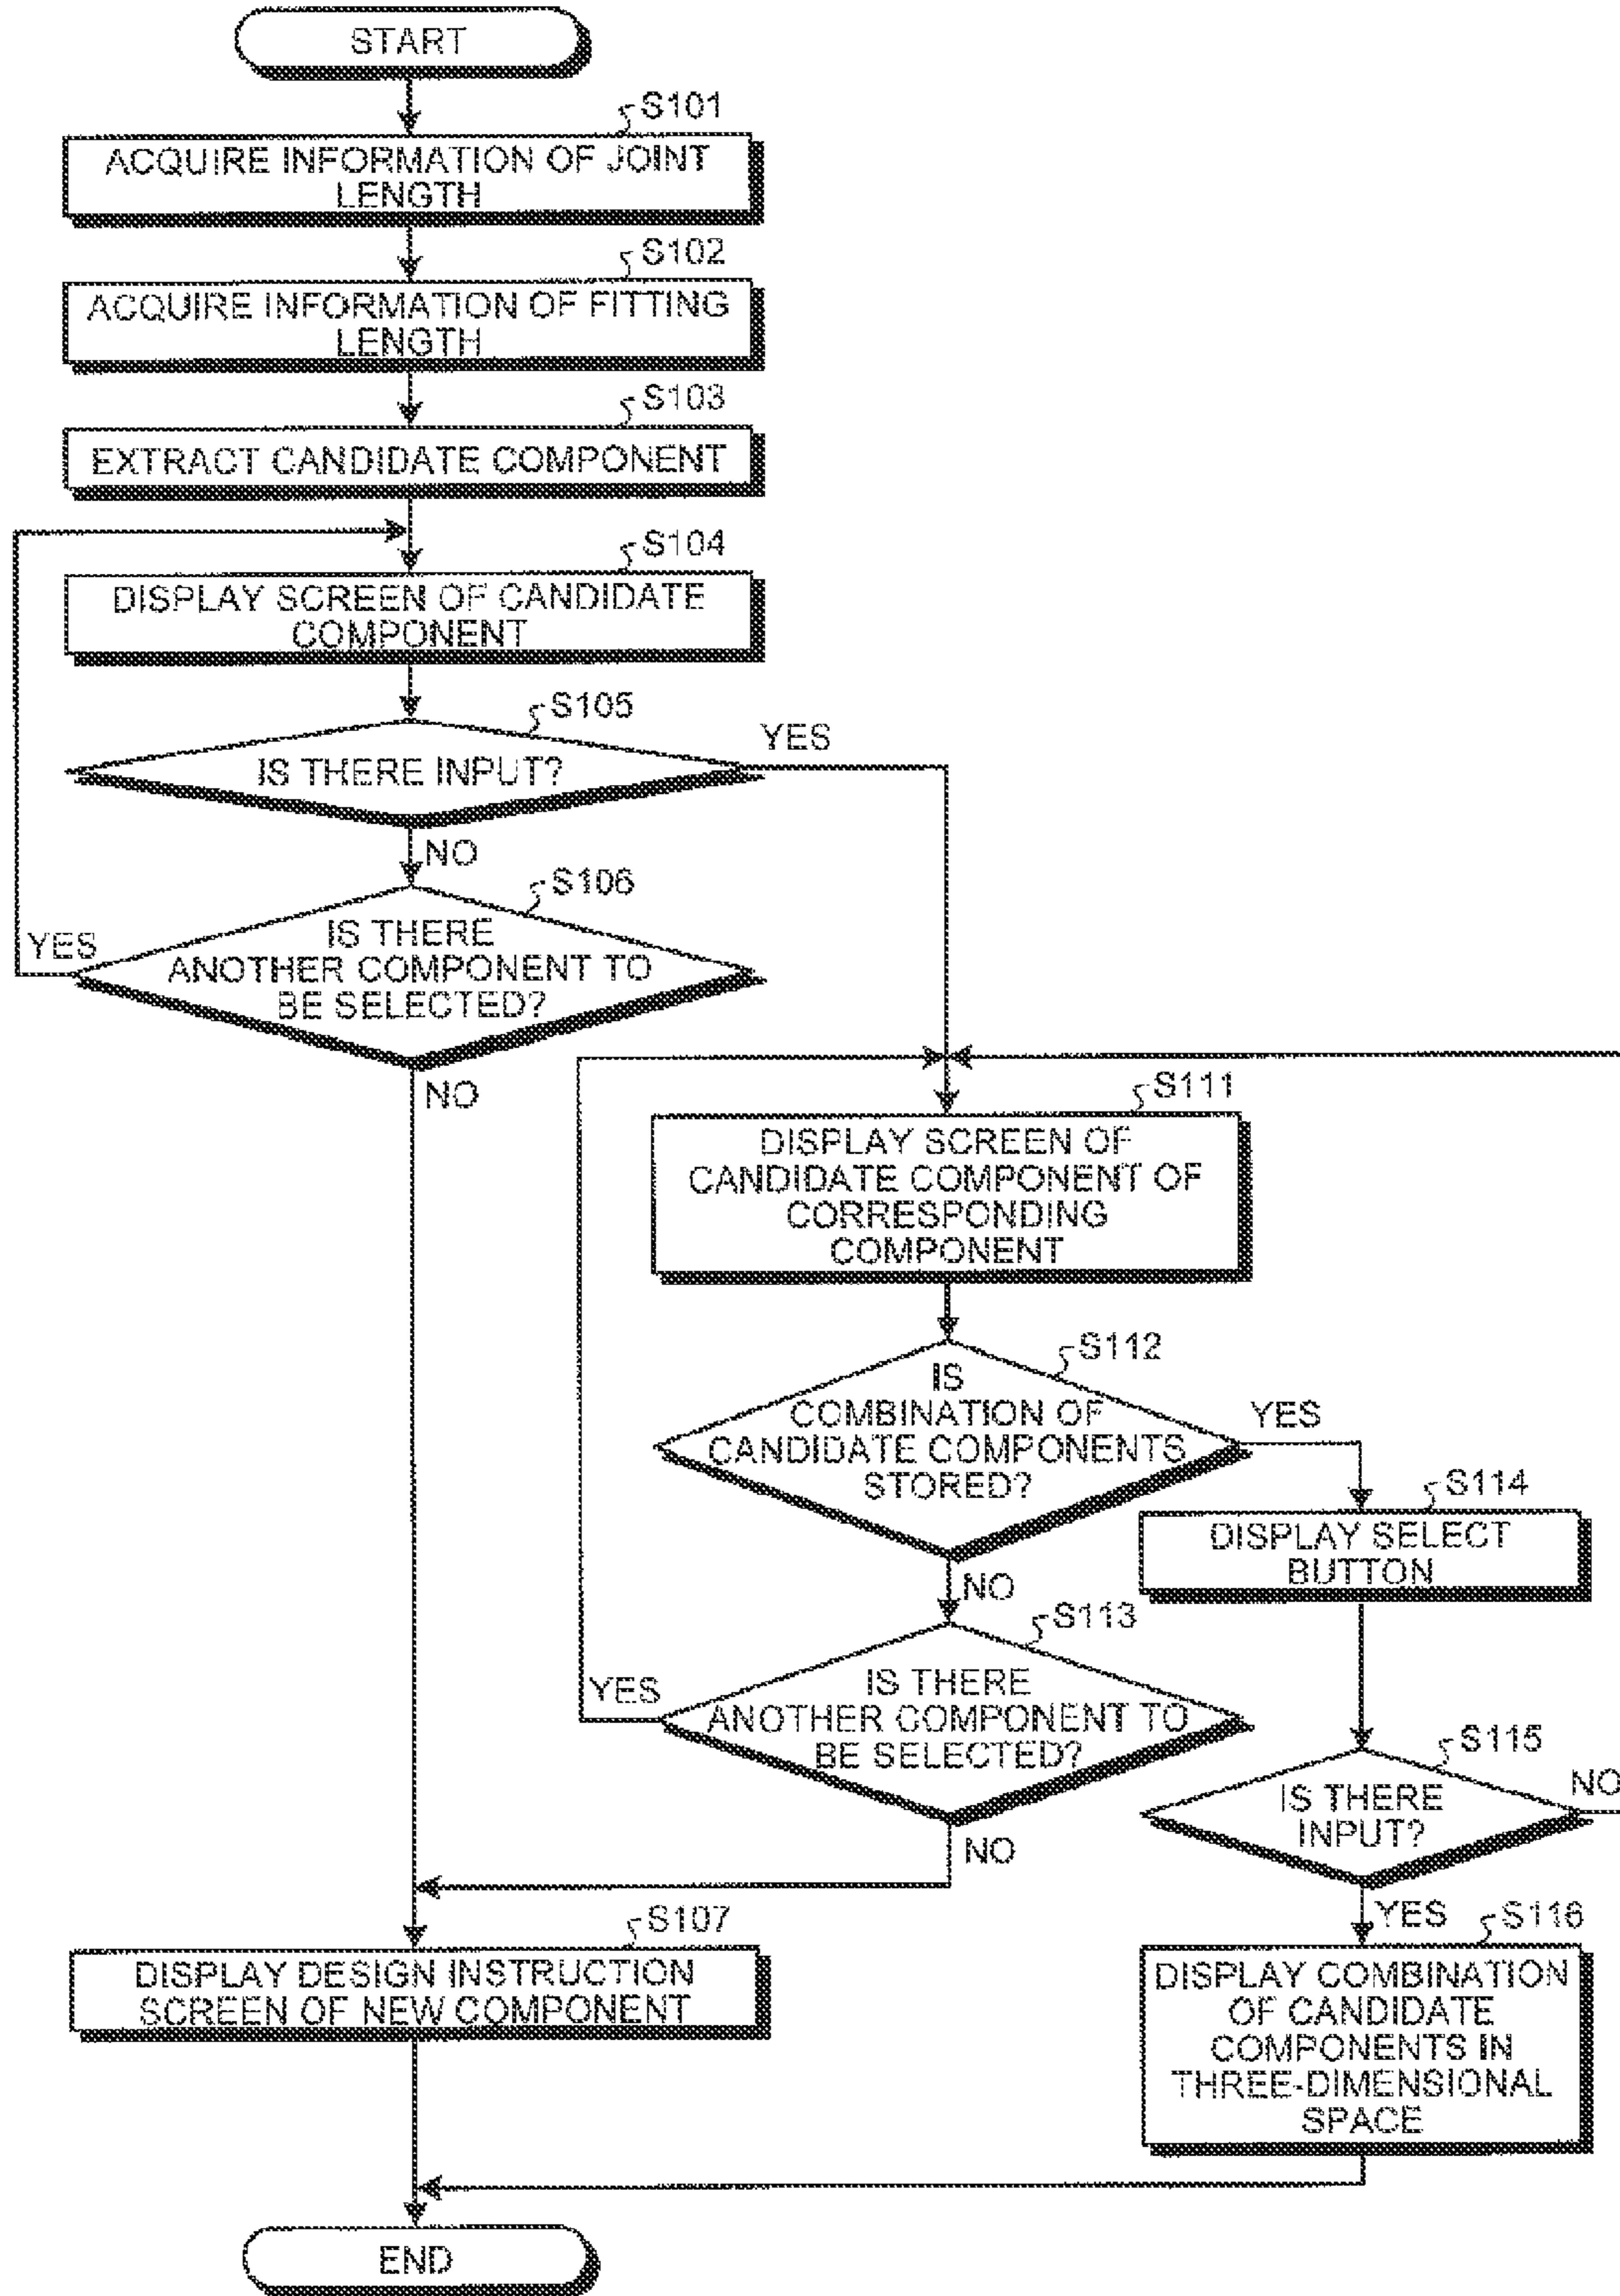 START
S101
ACQUIRE INFORMATION OF JOINT
LENGTH
S102
ACQUIRE INFORMATION OF FITTING
LENGTH
S103
EXTRACT CANDIDATE COMPONENT
S104
DISPLAY SCREEN OF CANDIDATE
COMPONENT
S105
IS THERE INPUT?
YES
NO
S106
IS THERE
ANOTHER COMPONENT TO
BE SELECTED?
YES
NO
S111
DISPLAY SCREEN OF
CANDIDATE COMPONENT OF
CORRESPONDING
COMPONENT
S112
IS
COMBINATION OF
CANDIDATE COMPONENTS
STORED?
YES
NO
S113
IS THERE
ANOTHER COMPONENT TO
BE SELECTED?
YES
NO
S114
DISPLAY SELECT
BUTTON
S115
IS THERE
INPUT?
NO
YES
S116
DISPLAY COMBINATION
OF CANDIDATE
COMPONENTS IN
THREE-DIMENSIONAL
SPACE
S107
DISPLAY DESIGN INSTRUCTION
SCREEN OF NEW COMPONENT
END